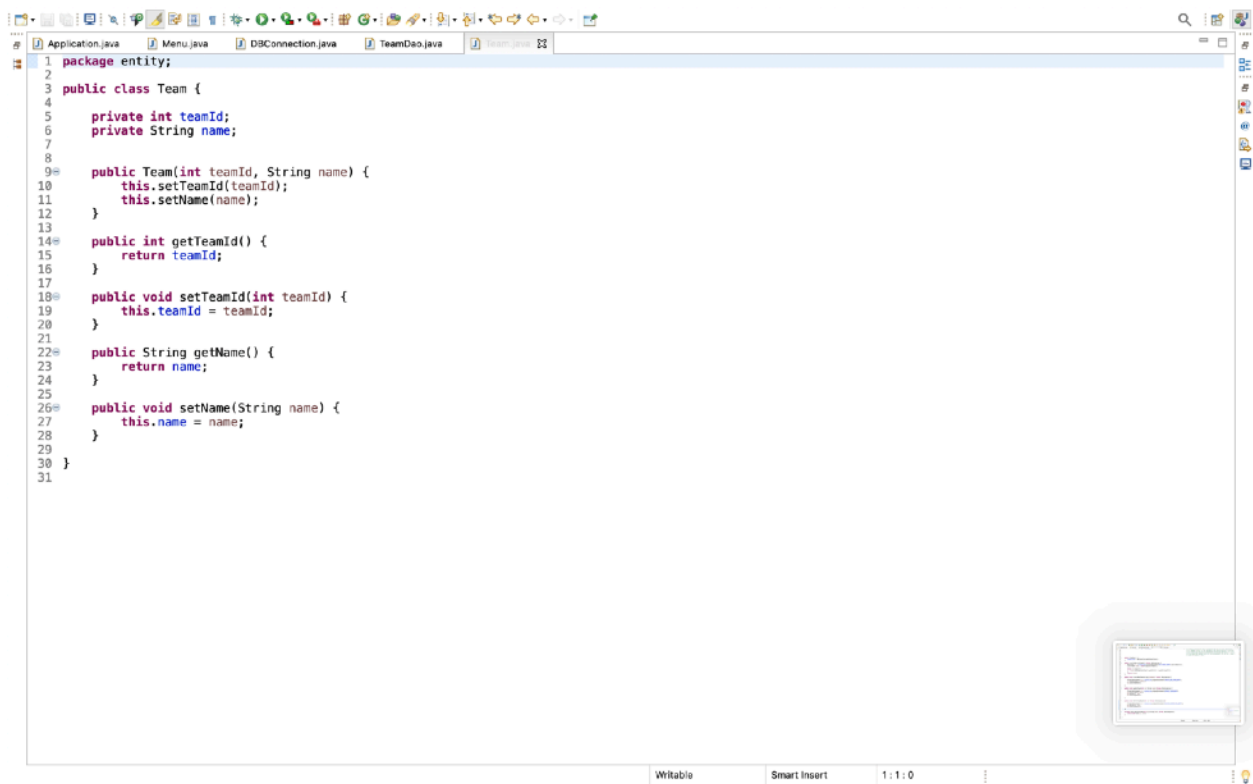 Application.java Menu.java DBConnection.java TeamDao.java Team.java
1 package entity;
2
3 public class Team {
4
5 private int teamId;
6 private String name;
7
8
9 public Team(int teamId, String name) {
10 this.setTeamId(teamId);
11 this.setName(name);
12 }
13
14 public int getTeamId() {
15 return teamId;
16 }
17
18 public void setTeamId(int teamId) {
19 this.teamId = teamId;
20 }
21
22 public String getName() {
23 return name;
24 }
25
26 public void setName(String name) {
27 this.name = name;
28 }
29
30 }
31
Writable Smart Insert 1:1:0